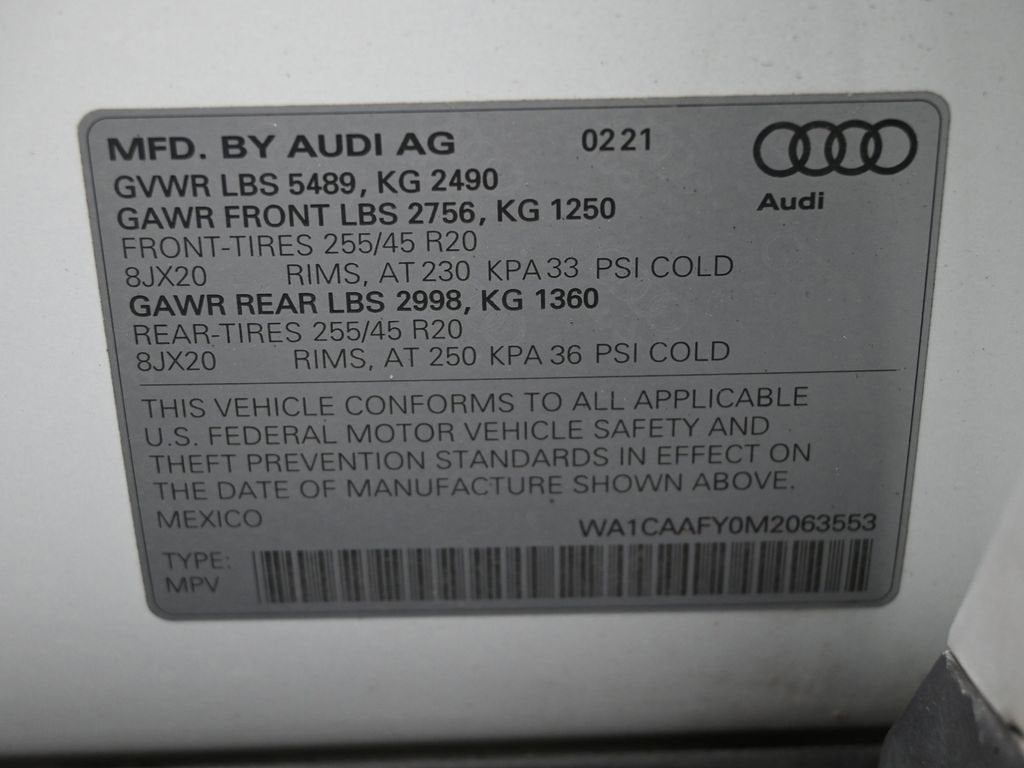 MFD. BY AUDI AG 02 21
Audi
GVWR LBS 5489, KG 2490
GAWR FRONT LBS 2756, KG 1250
FRONT-TIRES 255/45 R20
8JX20 RIMS, AT 230 KPA 33 PSI COLD
GAWR REAR LBS 2998, KG 1360
REAR-TIRES 255/45 R20
8JX20 RIMS, AT 250 KPA 36 PSI COLD
THIS VEHICLE CONFORMS TO ALL APPLICABLE
U.S. FEDERAL MOTOR VEHICLE SAFETY AND
THEFT PREVENTION STANDARDS IN EFFECT ON
THE DATE OF MANUFACTURE SHOWN ABOVE.
MEXICO WA1CAAFY0M2063553
TYPE:
MPV